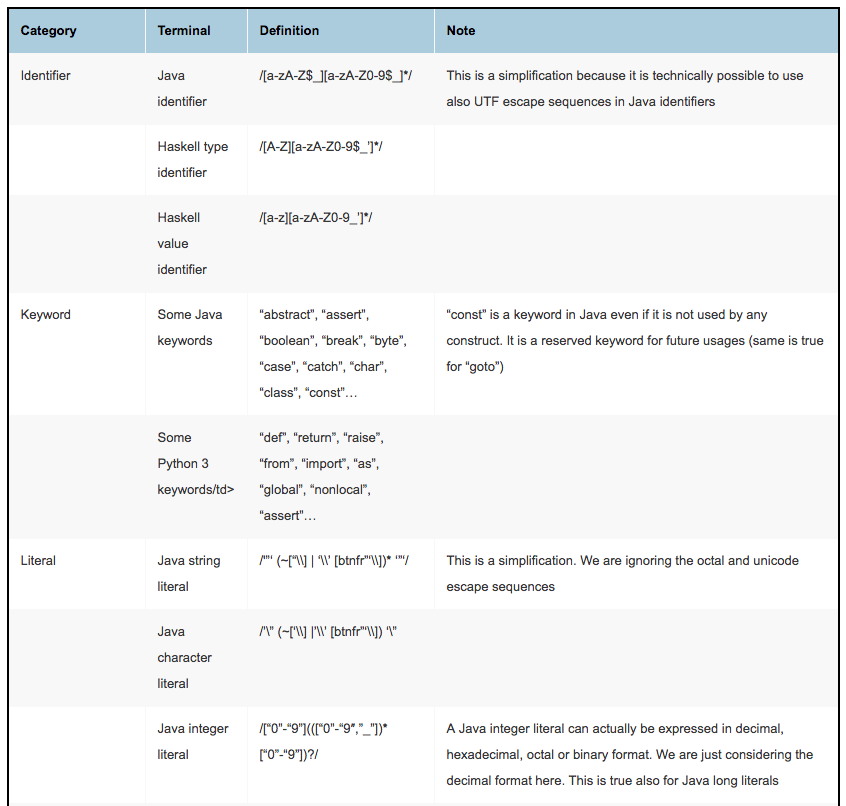 Category Terminal Definition Note
Identifier Java /[a-zA-Z$_][a-zA-Z0-9$_]*/ This is a simplification because it is technically possible to use
identifier also UTF escape sequences in Java identifiers
Haskell type /[A-Z][a-zA-Z0-9$_’]*/
identifier
Haskell /[a-z][a-zA-Z0-9_’]*/
value
identifier
Keyword Some Java “abstract”, “assert”, “const” is a keyword in Java even if it is not used by any
keywords “boolean”, “break”, “byte”, construct. It is a reserved keyword for future usages (same is true
“case”, “catch”, “char”, for “goto”)
“class”, “const”…
Some “def”, “return”, “raise”,
Python 3 “from”, “import”, “as”,
keywords/td> “global”, “nonlocal”,
“assert”…
Literal Java string /'”‘ (~[“\\] | ‘\\’ [btnfr”‘\\])* ‘”‘/ This is a simplification. We are ignoring the octal and unicode
literal escape sequences
Java /’\” (~[‘\\] |’\\’ [btnfr”‘\\]) ‘\”
character
literal
Java integer /[“0”-“9”](([“0”-“9″,”_”])* A Java integer literal can actually be expressed in decimal,
literal [“0”-“9”])?/ hexadecimal, octal or binary format. We are just considering the
decimal format here. This is true also for Java long literals